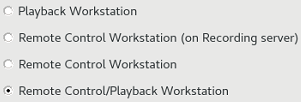 Playback Workstation
Remote Control Workstation (on Recording server)
Remote Control Workstation
Remote Control/Playback Workstation